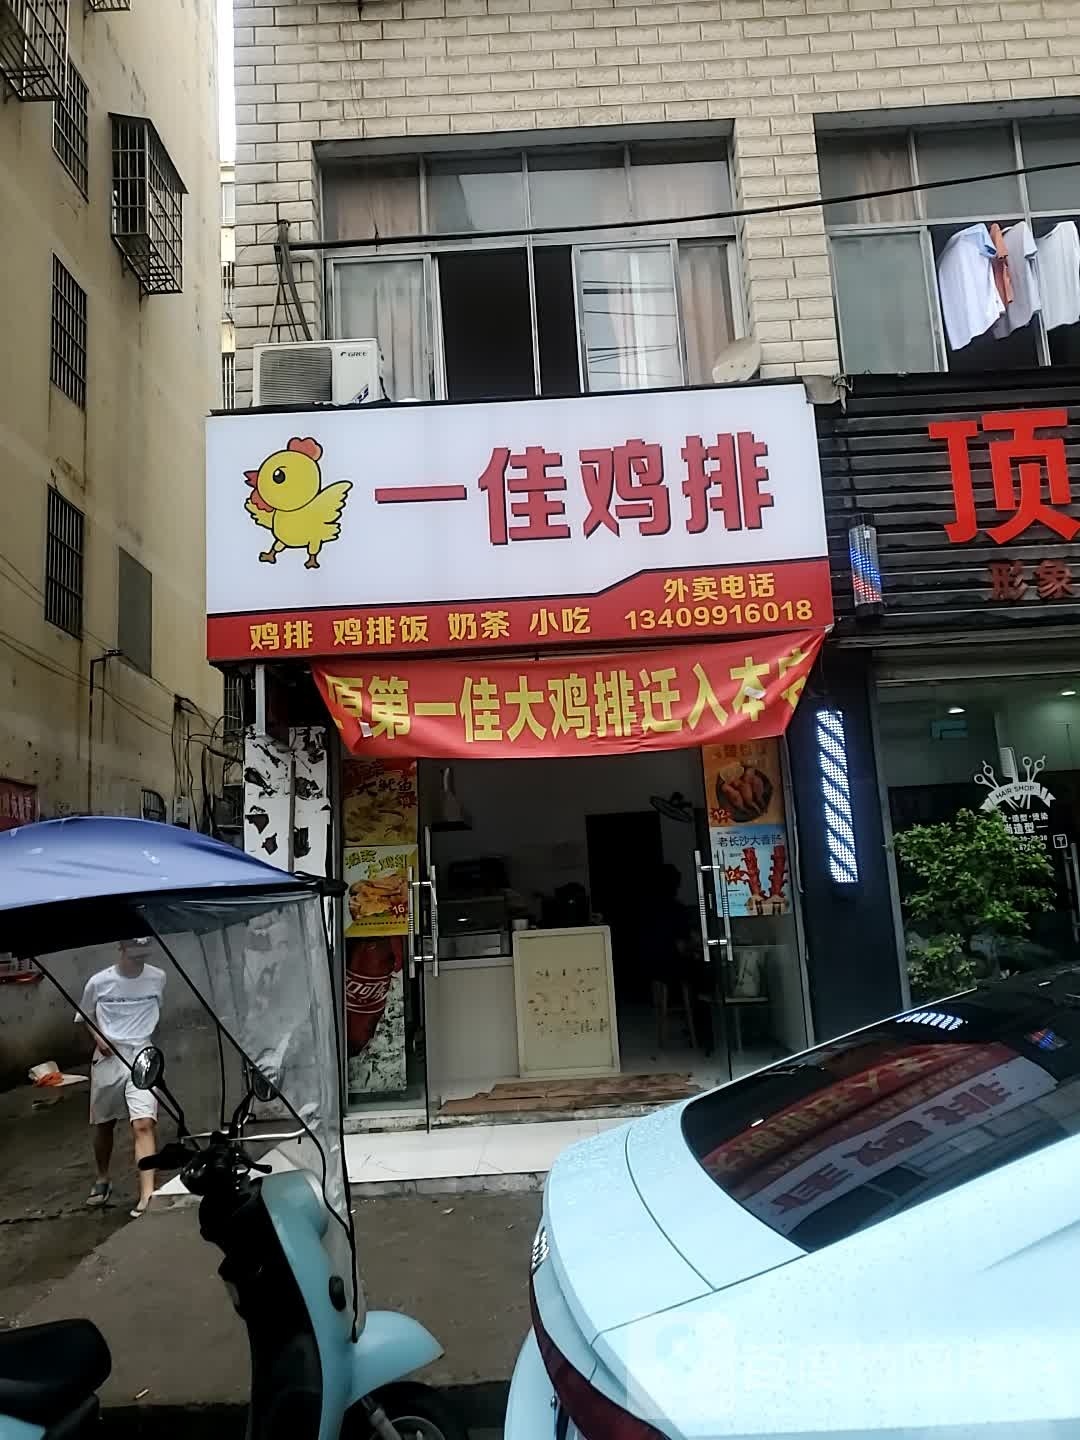 GREE
一佳鸡排
外卖电话
鸡排 鸡排饭 奶茶 小吃 13409916018
原第一佳大鸡排迁入本店
顶
形象
HAIR SHOP
老长沙大香肠